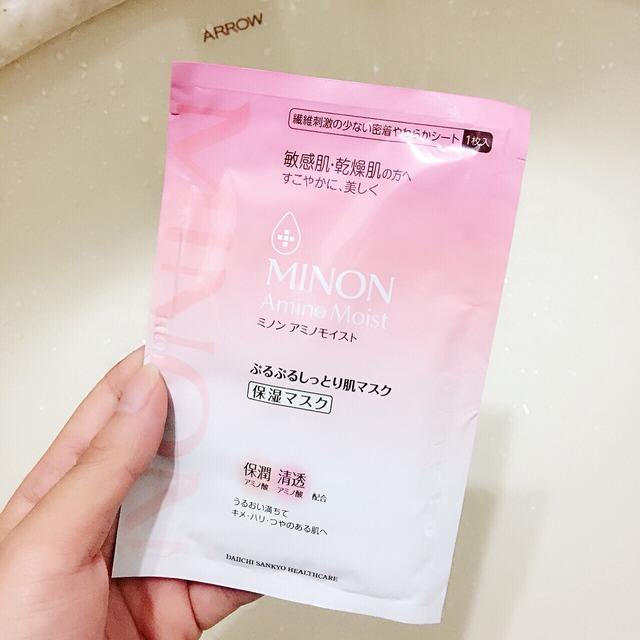 ARROW
繊維刺激の少ない密着やわらかシート 1枚入
敏感肌・乾燥肌の方へ
すこやかに、美しく
MINON
Amino Moist
ミノン アミノモイスト
ぷるぷるしっとり肌マスク
保湿マスク
保潤 清透
アミノ酸 アミノ酸 配合
うるおい満ちて
キメ・ハリ・つやのある肌へ
DAIICHI SANKYO HEALTHCARE
MINON